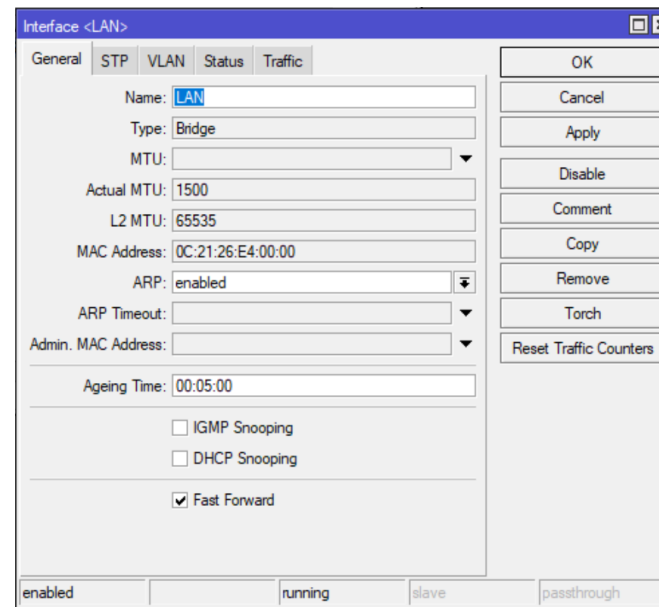 Interface <LAN>
General STP VLAN Status Traffic
Name: LAN
Type: Bridge
MTU:
Actual MTU: 1500
L2 MTU: 65535
MAC Address: 0C:21:26:E4:00:00
ARP: enabled
ARP Timeout:
Admin. MAC Address:
Ageing Time: 00:05:00
IGMP Snooping
DHCP Snooping
Fast Forward
OK
Cancel
Apply
Disable
Comment
Copy
Remove
Torch
Reset Traffic Counters
enabled running slave passthrough